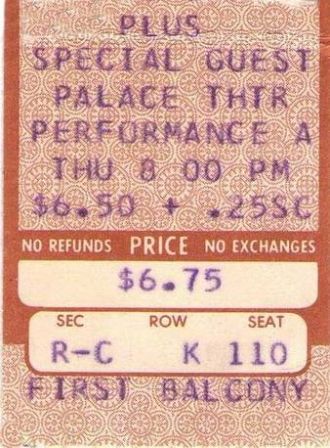 PLUS
SPECIAL GUEST
PALACE THTR
PERFORMANCE A
THU 8 00 PM
$6.50 + .25SC
NO REFUNDS PRICE NO EXCHANGES
$6.75
SEC ROW SEAT
R-C K 110
FIRST BALCONY